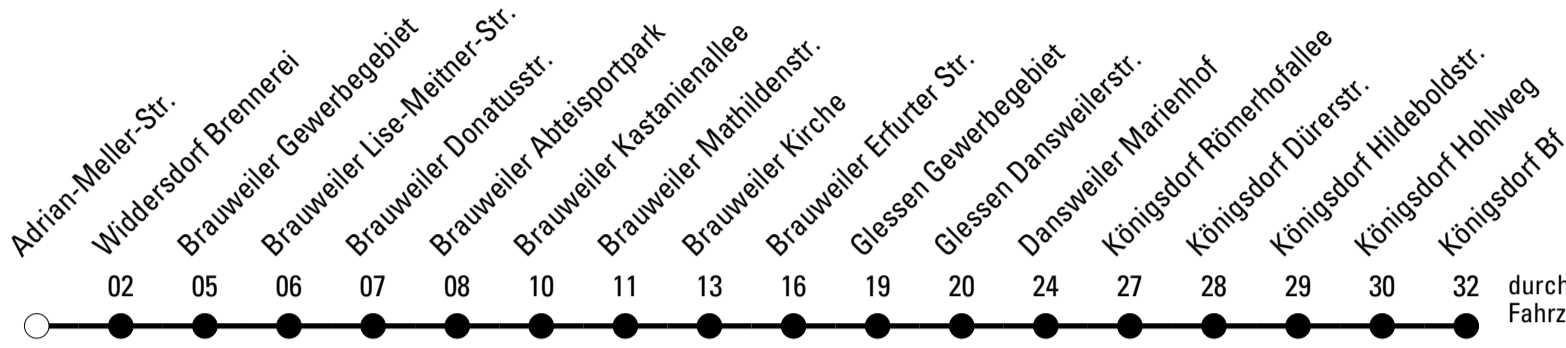 Adrian-Meller-Str.
Widdersdorf Brennerei
Brauweiler Gewerbegebiet
Brauweiler Lise-Meitner-Str.
Brauweiler Donatusstr.
Brauweiler Abteisportpark
Brauweiler Kastanienallee
Brauweiler Mathildenstr.
Brauweiler Kirche
Brauweiler Erfurter Str.
Glessen Gewerbegebiet
Glessen Dansweilerstr.
Dansweiler Marienhof
Königsdorf Römerhofallee
Königsdorf Dürerstr.
Königsdorf Hildeboldstr.
Königsdorf Hohlweg
Königsdorf Bf
02 05 06 07 08 10 11 13 16 19 20 24 27 28 29 30 32 durch
Fahrz